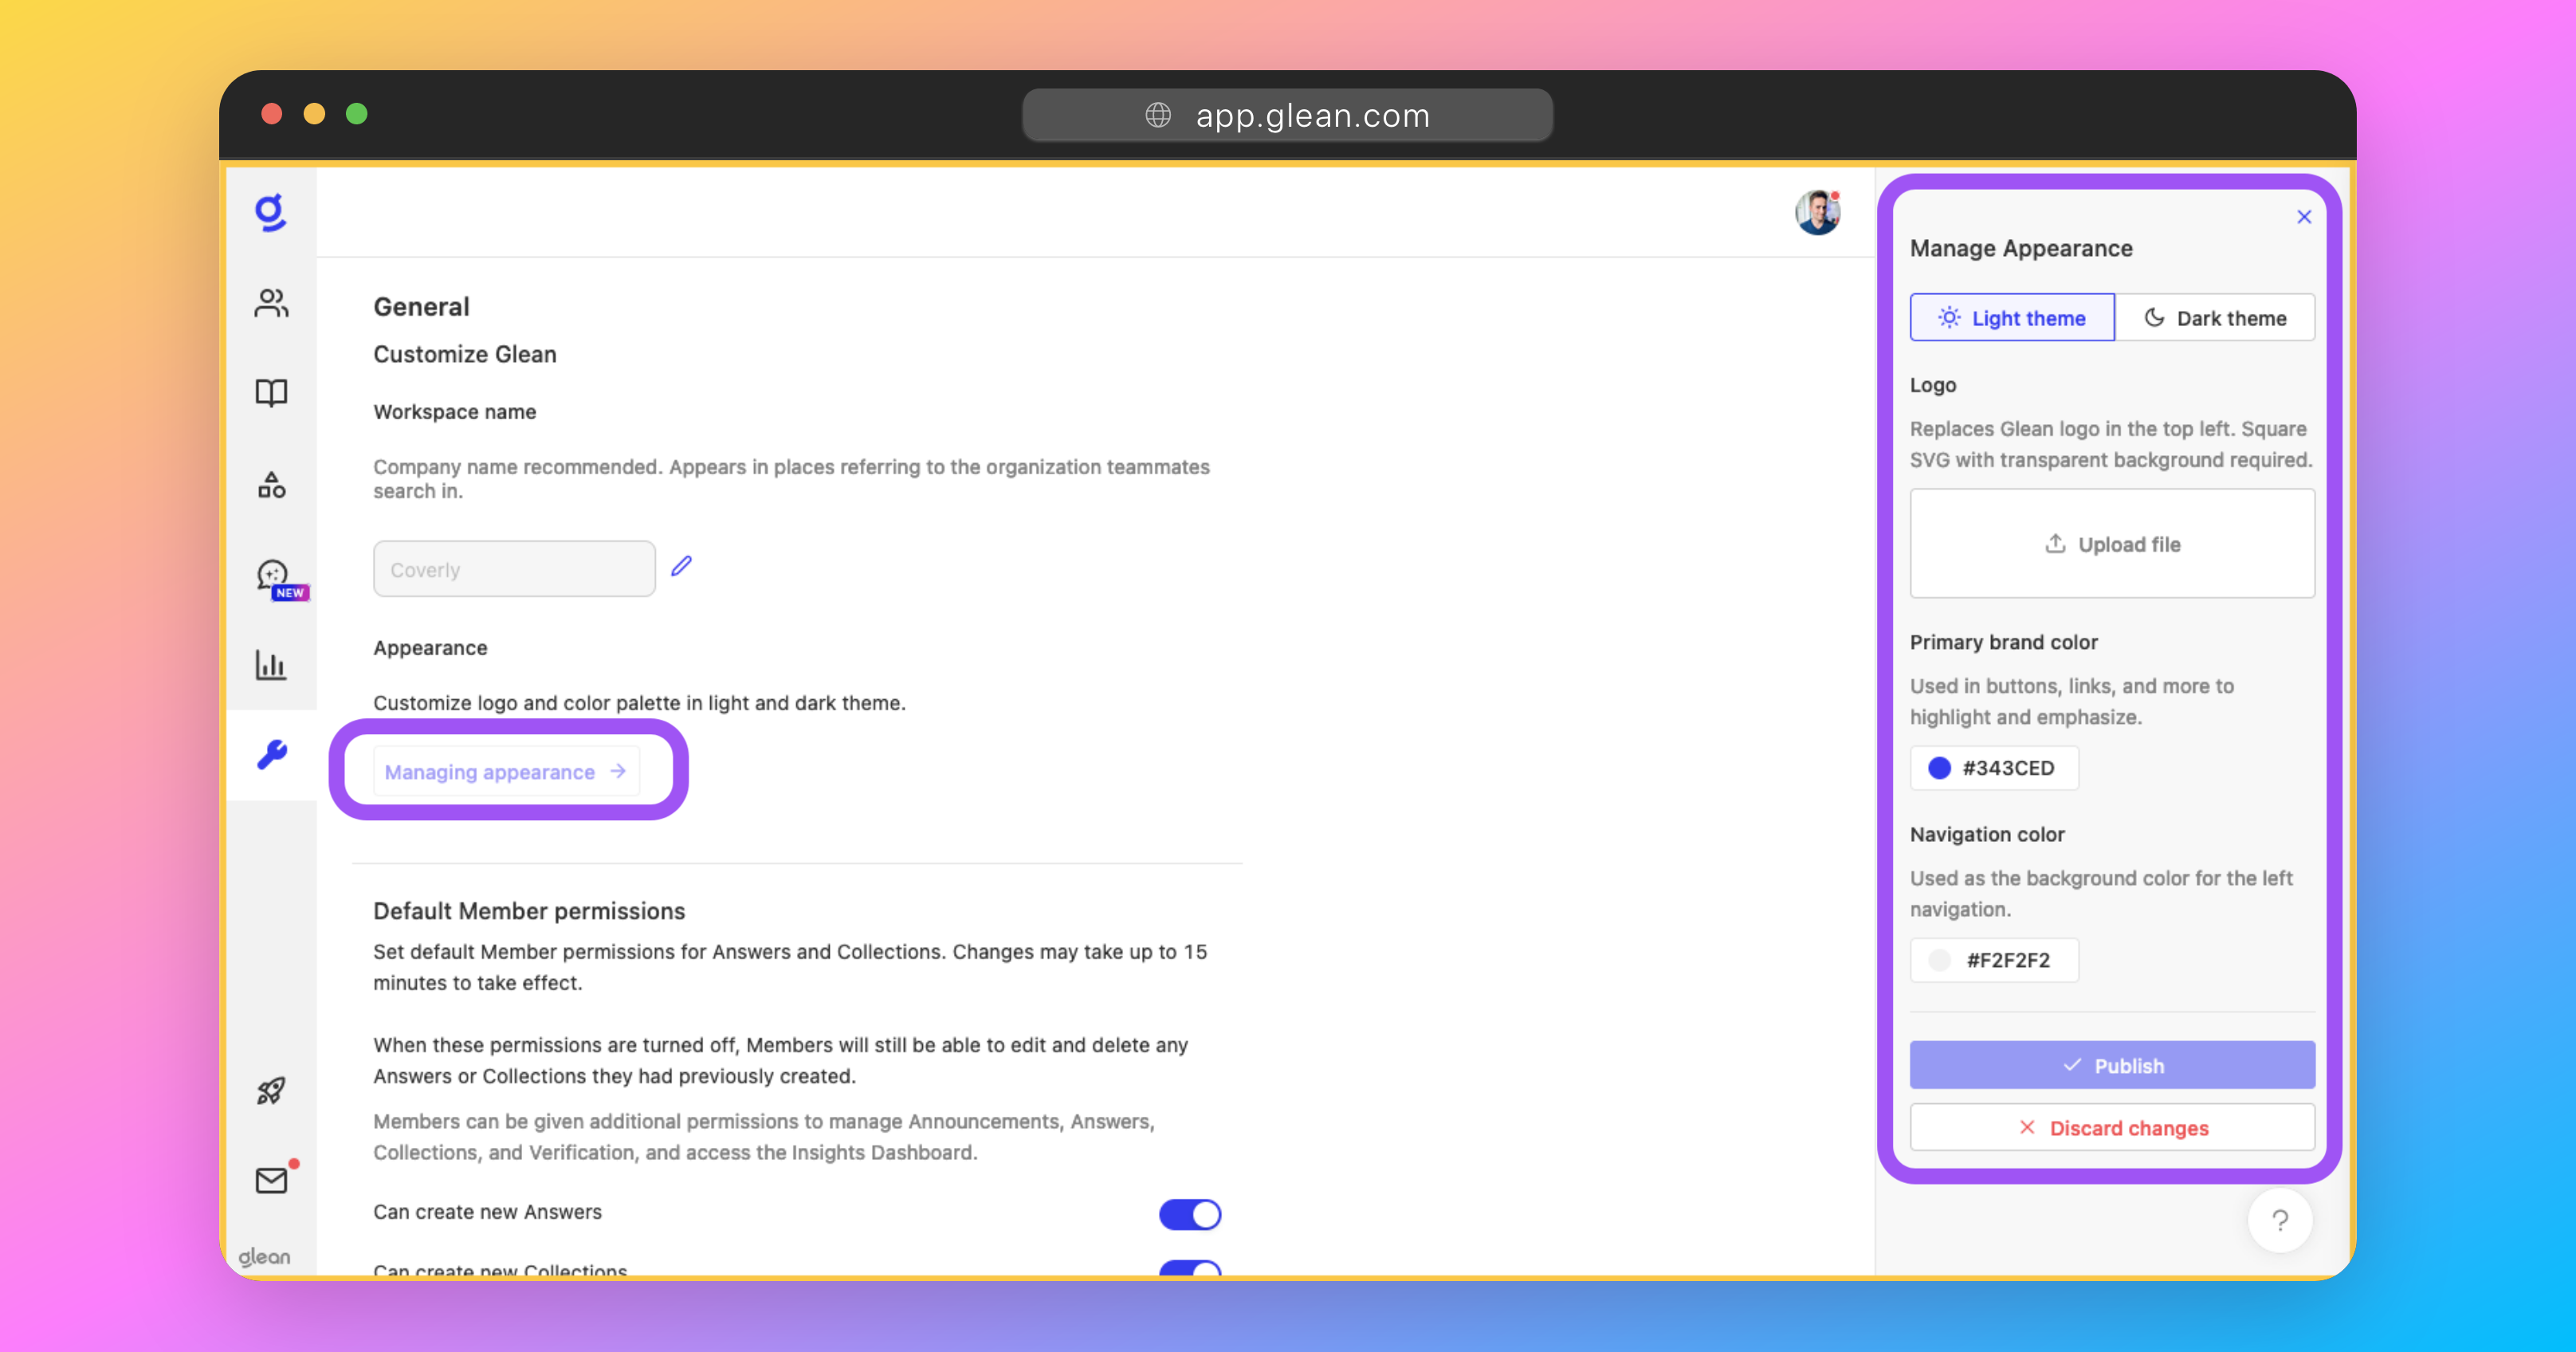 app.glean.com
g
NEW
glean
General
Customize Glean
Workspace name
Company name recommended. Appears in places referring to the organization teammates
search in.
Coverly
Appearance
Customize logo and color palette in light and dark theme.
Managing appearance
Default Member permissions
Set default Member permissions for Answers and Collections. Changes may take up to 15
minutes to take effect.
When these permissions are turned off, Members will still be able to edit and delete any
Answers or Collections they had previously created.
Members can be given additional permissions to manage Announcements, Answers,
Collections, and Verification, and access the Insights Dashboard.
Can create new Answers
Can create new Collections
Manage Appearance
Light theme
Dark theme
Logo
Replaces Glean logo in the top left. Square
SVG with transparent background required.
Upload file
Primary brand color
Used in buttons, links, and more to
highlight and emphasize.
#343CED
Navigation color
Used as the background color for the left
navigation.
#F2F2F2
Publish
Discard changes
?